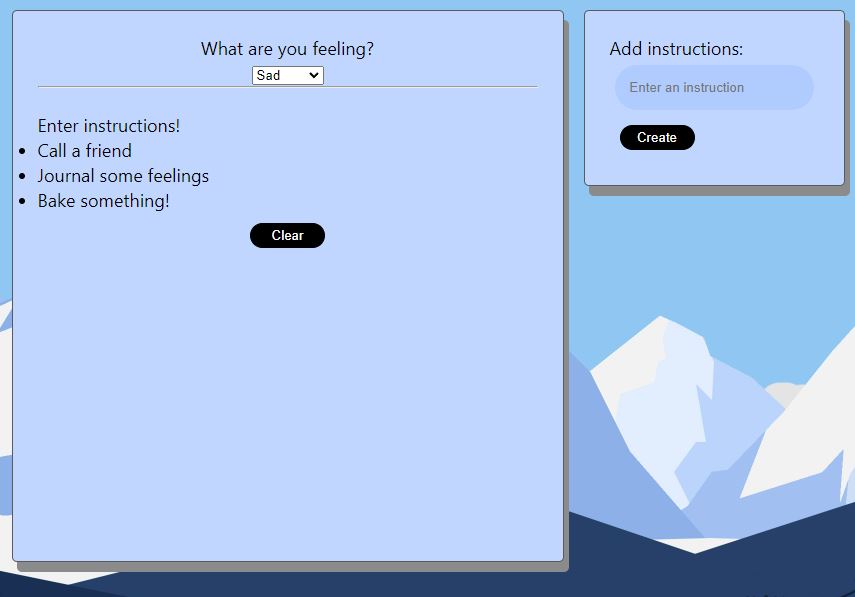 What are you feeling?
Sad
Enter instructions!
Call a friend
Journal some feelings
Bake something!
Clear
Add instructions:
Enter an instruction
Create